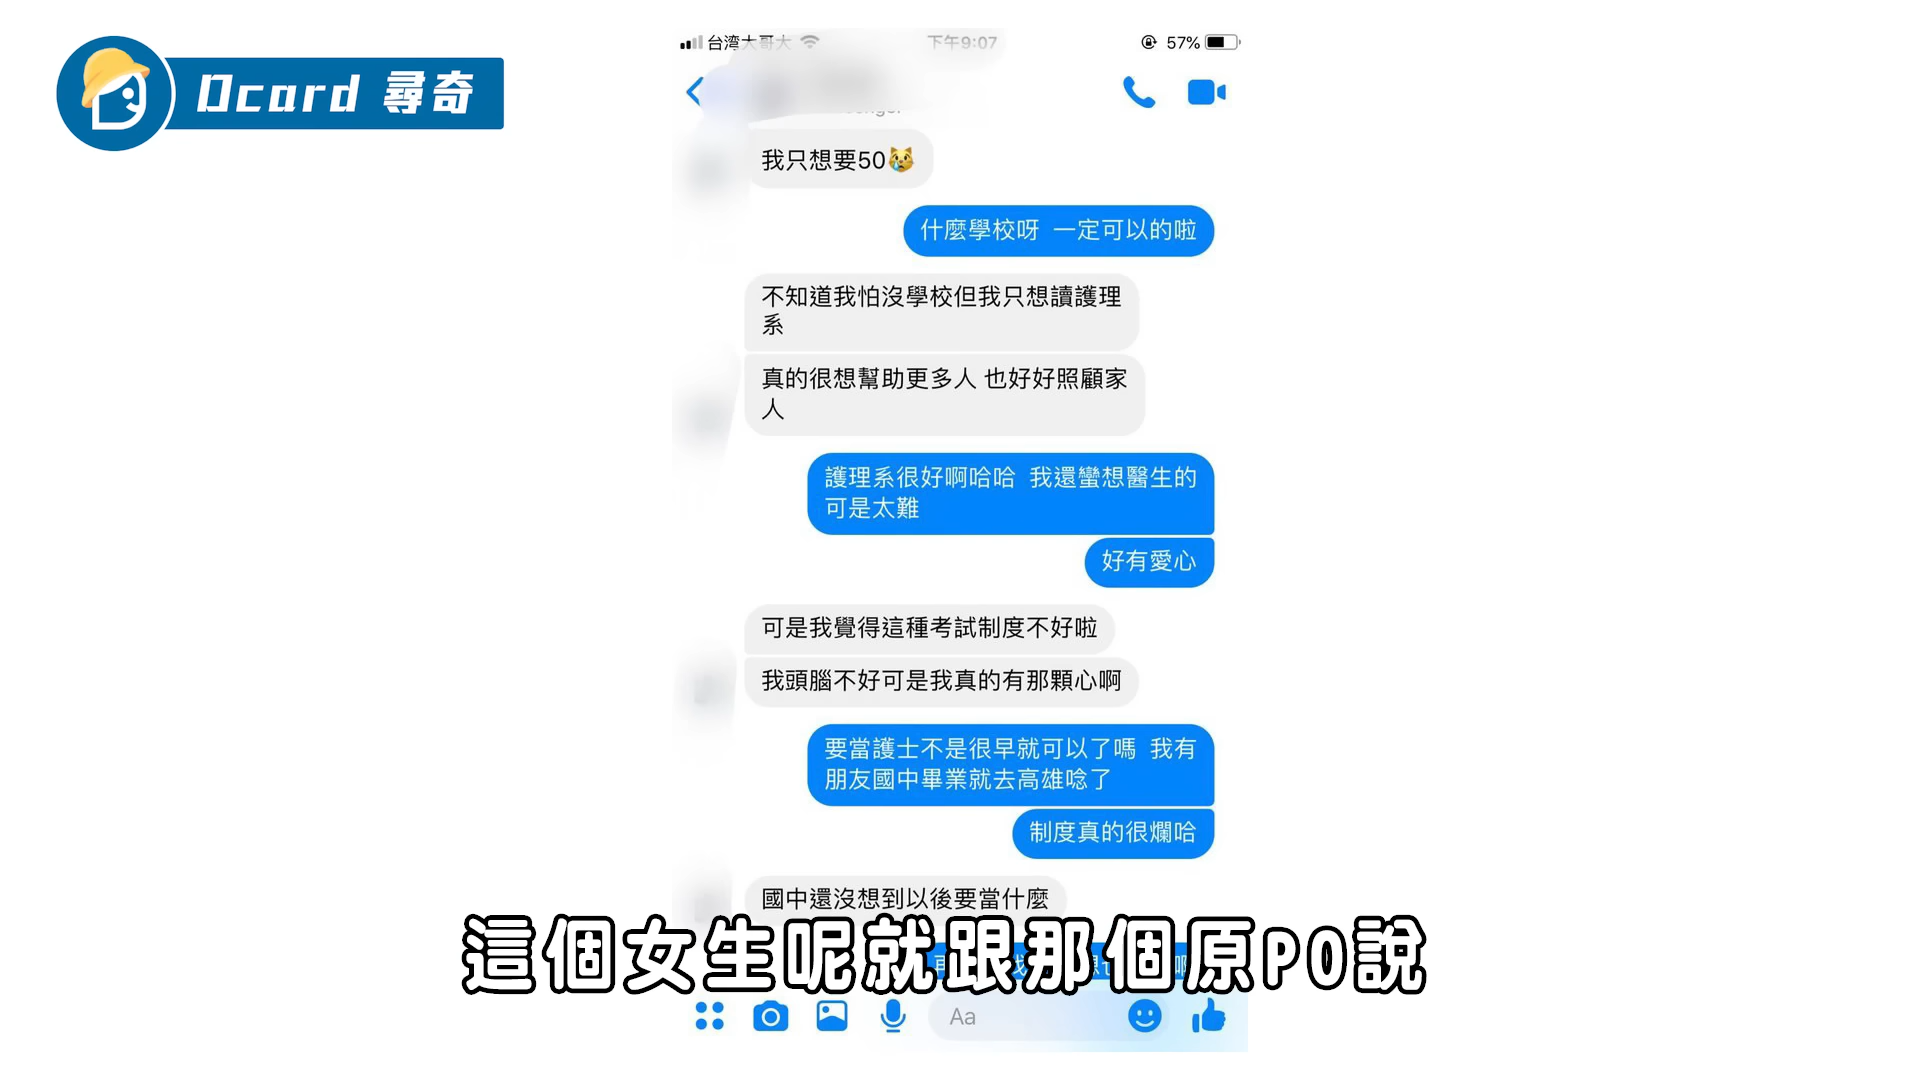 Dcard 尋奇
台湾大哥大
下午9:07
57%
我只想要50😿
什麼學校呀 一定可以的啦
不知道我怕沒學校但我只想讀護理
系
真的很想幫助更多人 也好好照顧家
人
護理系很好啊哈哈 我還蠻想醫生的
可是太難
好有愛心
可是我覺得這種考試制度不好啦
我頭腦不好可是我真的有那顆心啊
要當護士不是很早就可以了嗎 我有
朋友國中畢業就去高雄唸了
制度真的很爛哈
國中還沒想到以後要當什麼
這個女生呢就跟那個原PO說
Aa